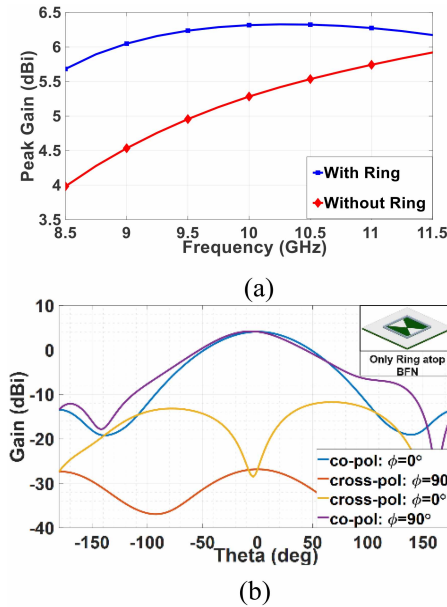 6.5
6
5.5
5
4.5
4
3.5
Peak Gain (dBi)
With Ring
Without Ring
8.5 9 9.5 10 10.5 11 11.5
Frequency (GHz)
(a)
10
0
-10
-20
-30
-40
Gain (dBi)
Only Ring atop
BFN
co-pol: ϕ=0°
cross-pol: ϕ=90
cross-pol: ϕ=0°
co-pol: ϕ=90°
-150 -100 -50 0 50 100 150
Theta (deg)
(b)